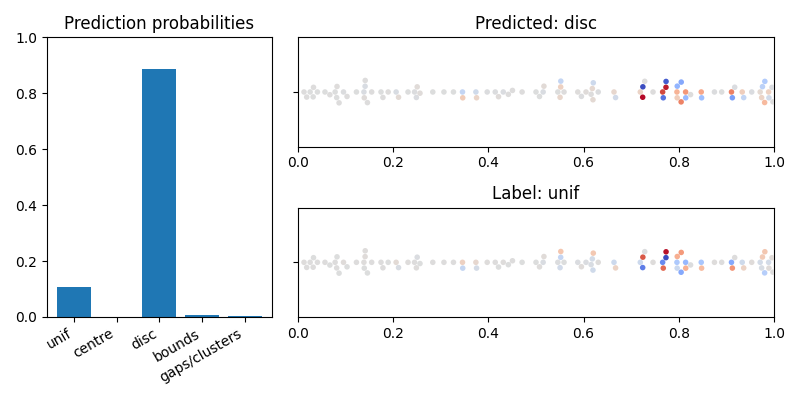 Prediction probabilities
1.0
0.8
0.6
0.4
0.2
0.0
unif
centre
disc
bounds
gaps/clusters
Predicted: disc
0.0 0.2 0.4 0.6 0.8 1.0
Label: unif
0.0 0.2 0.4 0.6 0.8 1.0